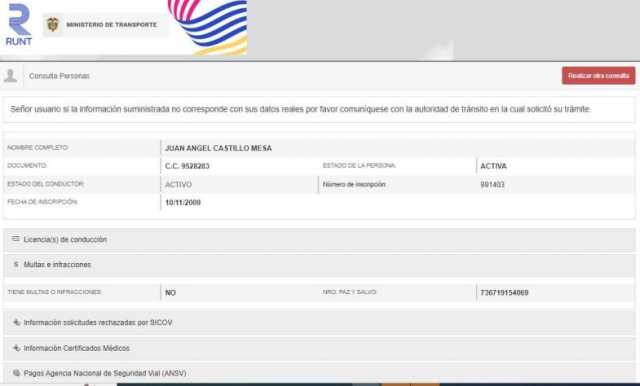 RUNT
MINISTERIO DE TRANSPORTE
Consulta Personas
Realizar otra consulta
Señor usuario si la información suministrada no corresponde con sus datos reales por favor comuníquese con la autoridad de tránsito en la cual solicitó su trámite.
NOMBRE COMPLETO: JUAN ANGEL CASTILLO MESA
DOCUMENTO: C.C. 9528283 ESTADO DE LA PERSONA: ACTIVA
ESTADO DEL CONDUCTOR: ACTIVO Número de inscripción: 991403
FECHA DE INSCRIPCIÓN: 10/11/2009
Licencia(s) de conducción
Multas e infracciones
TIENE MULTAS O INFRACCIONES: NO NRO. PAZ Y SALVO: 736719154069
Información solicitudes rechazadas por SICOV
Información Certificados Médicos
Pagos Agencia Nacional de Seguridad Vial (ANSV)